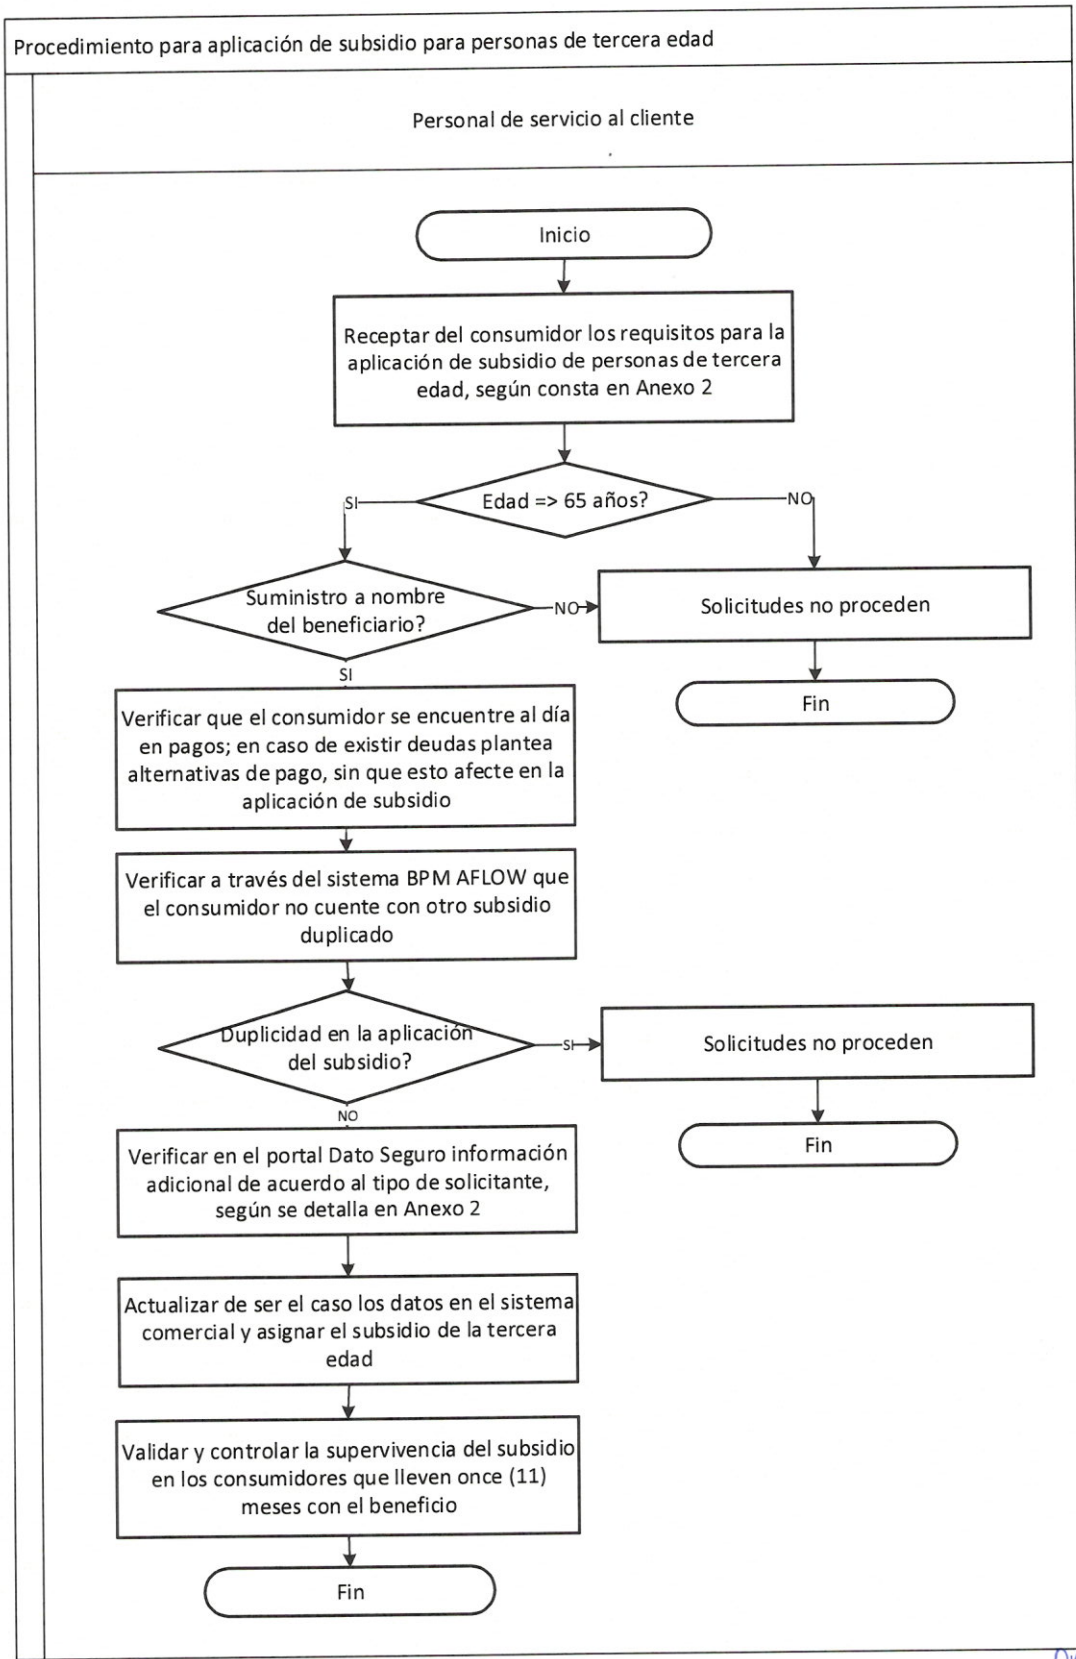 Procedimiento para aplicación de subsidio para personas de tercera edad
Personal de servicio al cliente
Inicio
Receptar del consumidor los requisitos para la
aplicación de subsidio de personas de tercera
edad, según consta en Anexo 2
Edad => 65 años?
SI
NO
Suministro a nombre
del beneficiario?
NO
Solicitudes no proceden
SI
Fin
Verificar que el consumidor se encuentre al día
en pagos; en caso de existir deudas plantea
alternativas de pago, sin que esto afecte en la
aplicación de subsidio
Verificar a través del sistema BPM AFLOW que
el consumidor no cuente con otro subsidio
duplicado
Duplicidad en la aplicación
del subsidio?
SI
Solicitudes no proceden
NO
Fin
Verificar en el portal Dato Seguro información
adicional de acuerdo al tipo de solicitante,
según se detalla en Anexo 2
Actualizar de ser el caso los datos en el sistema
comercial y asignar el subsidio de la tercera
edad
Validar y controlar la supervivencia del subsidio
en los consumidores que lleven once (11)
meses con el beneficio
Fin